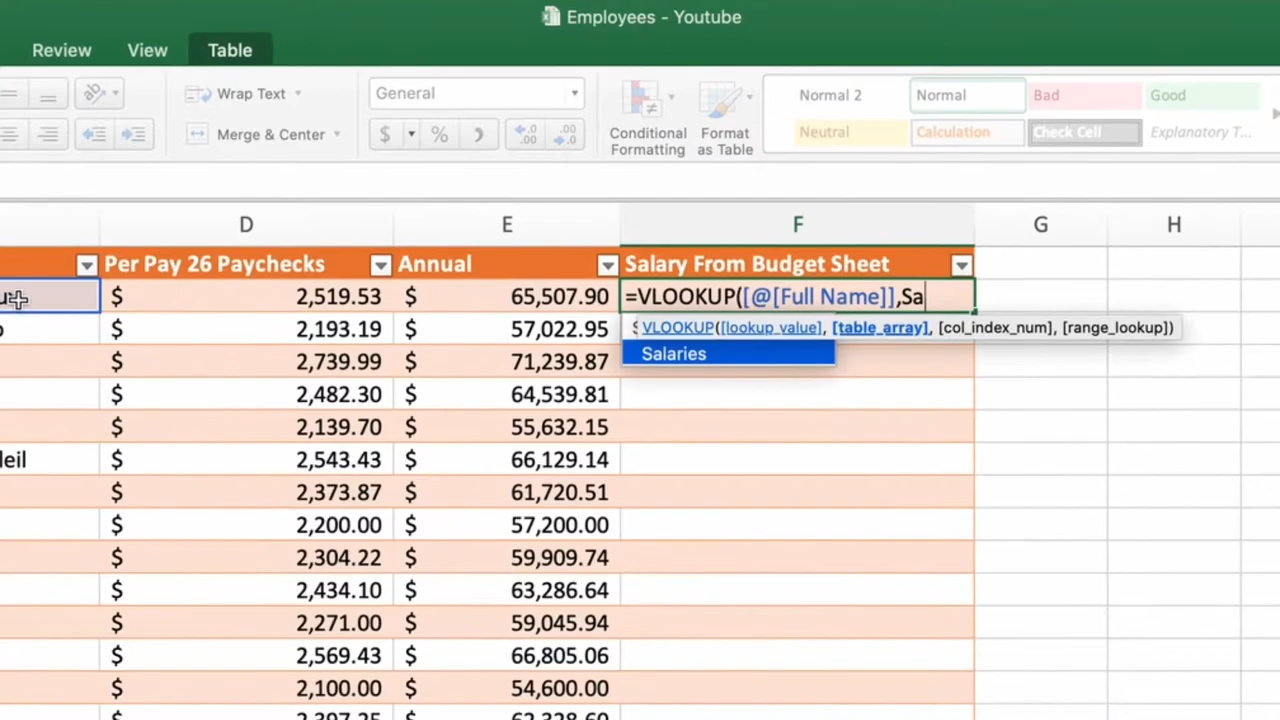 Employees - Youtube
Review View Table
Wrap Text General Normal 2 Normal Bad Good
Merge & Center $ % Conditional Formatting Format as Table Neutral Calculation Check Cell Explanatory T...
D E F G H
Per Pay 26 Paychecks Annual Salary From Budget Sheet
$ 2,519.53 $ 65,507.90 =VLOOKUP([@[Full Name]],Sa
$ 2,193.19 $ 57,022.95 VLOOKUP([lookup_value], [table_array], [col_index_num], [range_lookup])
Salaries
$ 2,739.99 $ 71,239.87
$ 2,482.30 $ 64,539.81
$ 2,139.70 $ 55,632.15
leil $ 2,543.43 $ 66,129.14
$ 2,373.87 $ 61,720.51
$ 2,200.00 $ 57,200.00
$ 2,304.22 $ 59,909.74
$ 2,434.10 $ 63,286.64
$ 2,271.00 $ 59,045.94
$ 2,569.43 $ 66,805.06
$ 2,100.00 $ 54,600.00
2,397.25 62,328.60